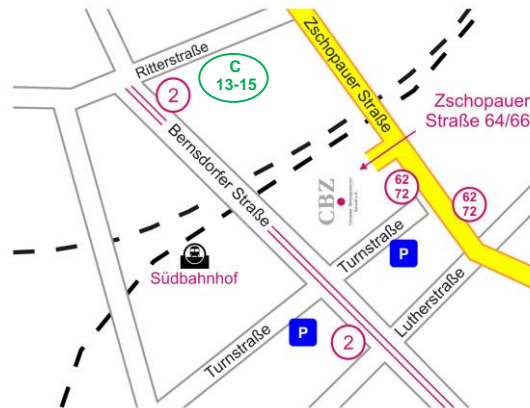 Ritterstraße
C
13-15
Zschopauer Straße
2
Zschopauer
Straße 64/66
Bernsdorfer Straße
CBZ
62
72
62
72
Turnstraße
P
Südbahnhof
Lutherstraße
P
2
Turnstraße